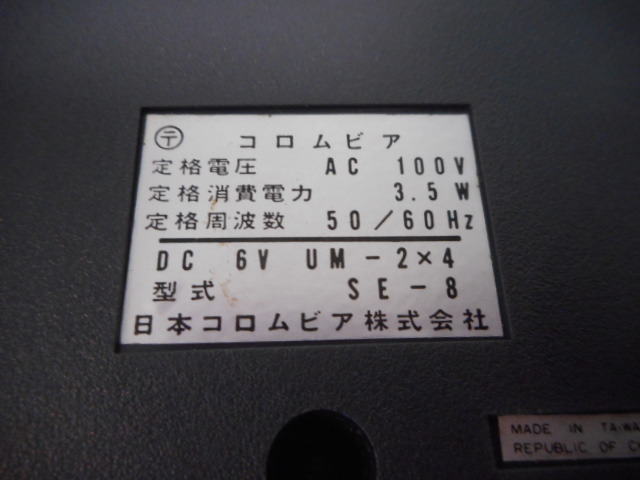 〒 コロムビア
定格電圧 AC 100V
定格消費電力 3.5W
定格周波数 50/60Hz
DC 6V UM-2×4
型式 SE-8
日本コロムビア株式会社
MADE IN TAIWA
REPUBLIC OF C